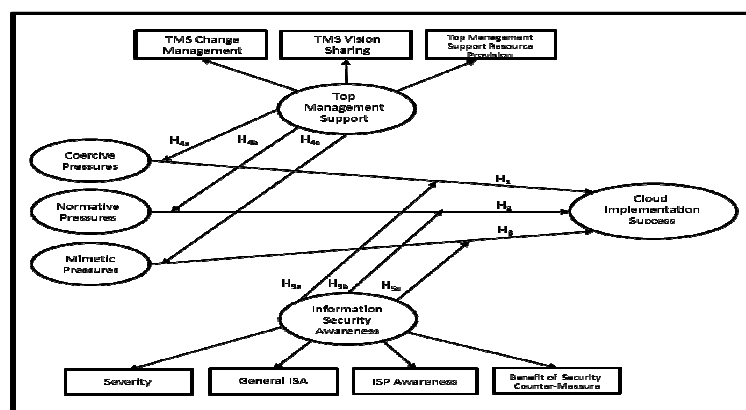 TMS Change
Management
TMS Vision
Sharing
Top Management
Support Resource
Provision
Top
Management
Support
H4a
H4b
H4c
Coercive
Pressures
H1
Normative
Pressures
H2
Cloud
Implementation
Success
Mimetic
Pressures
H3
H5a
H5b
H5c
Information
Security
Awareness
Severity
General ISA
ISP Awareness
Benefit of Security
Counter-Measure